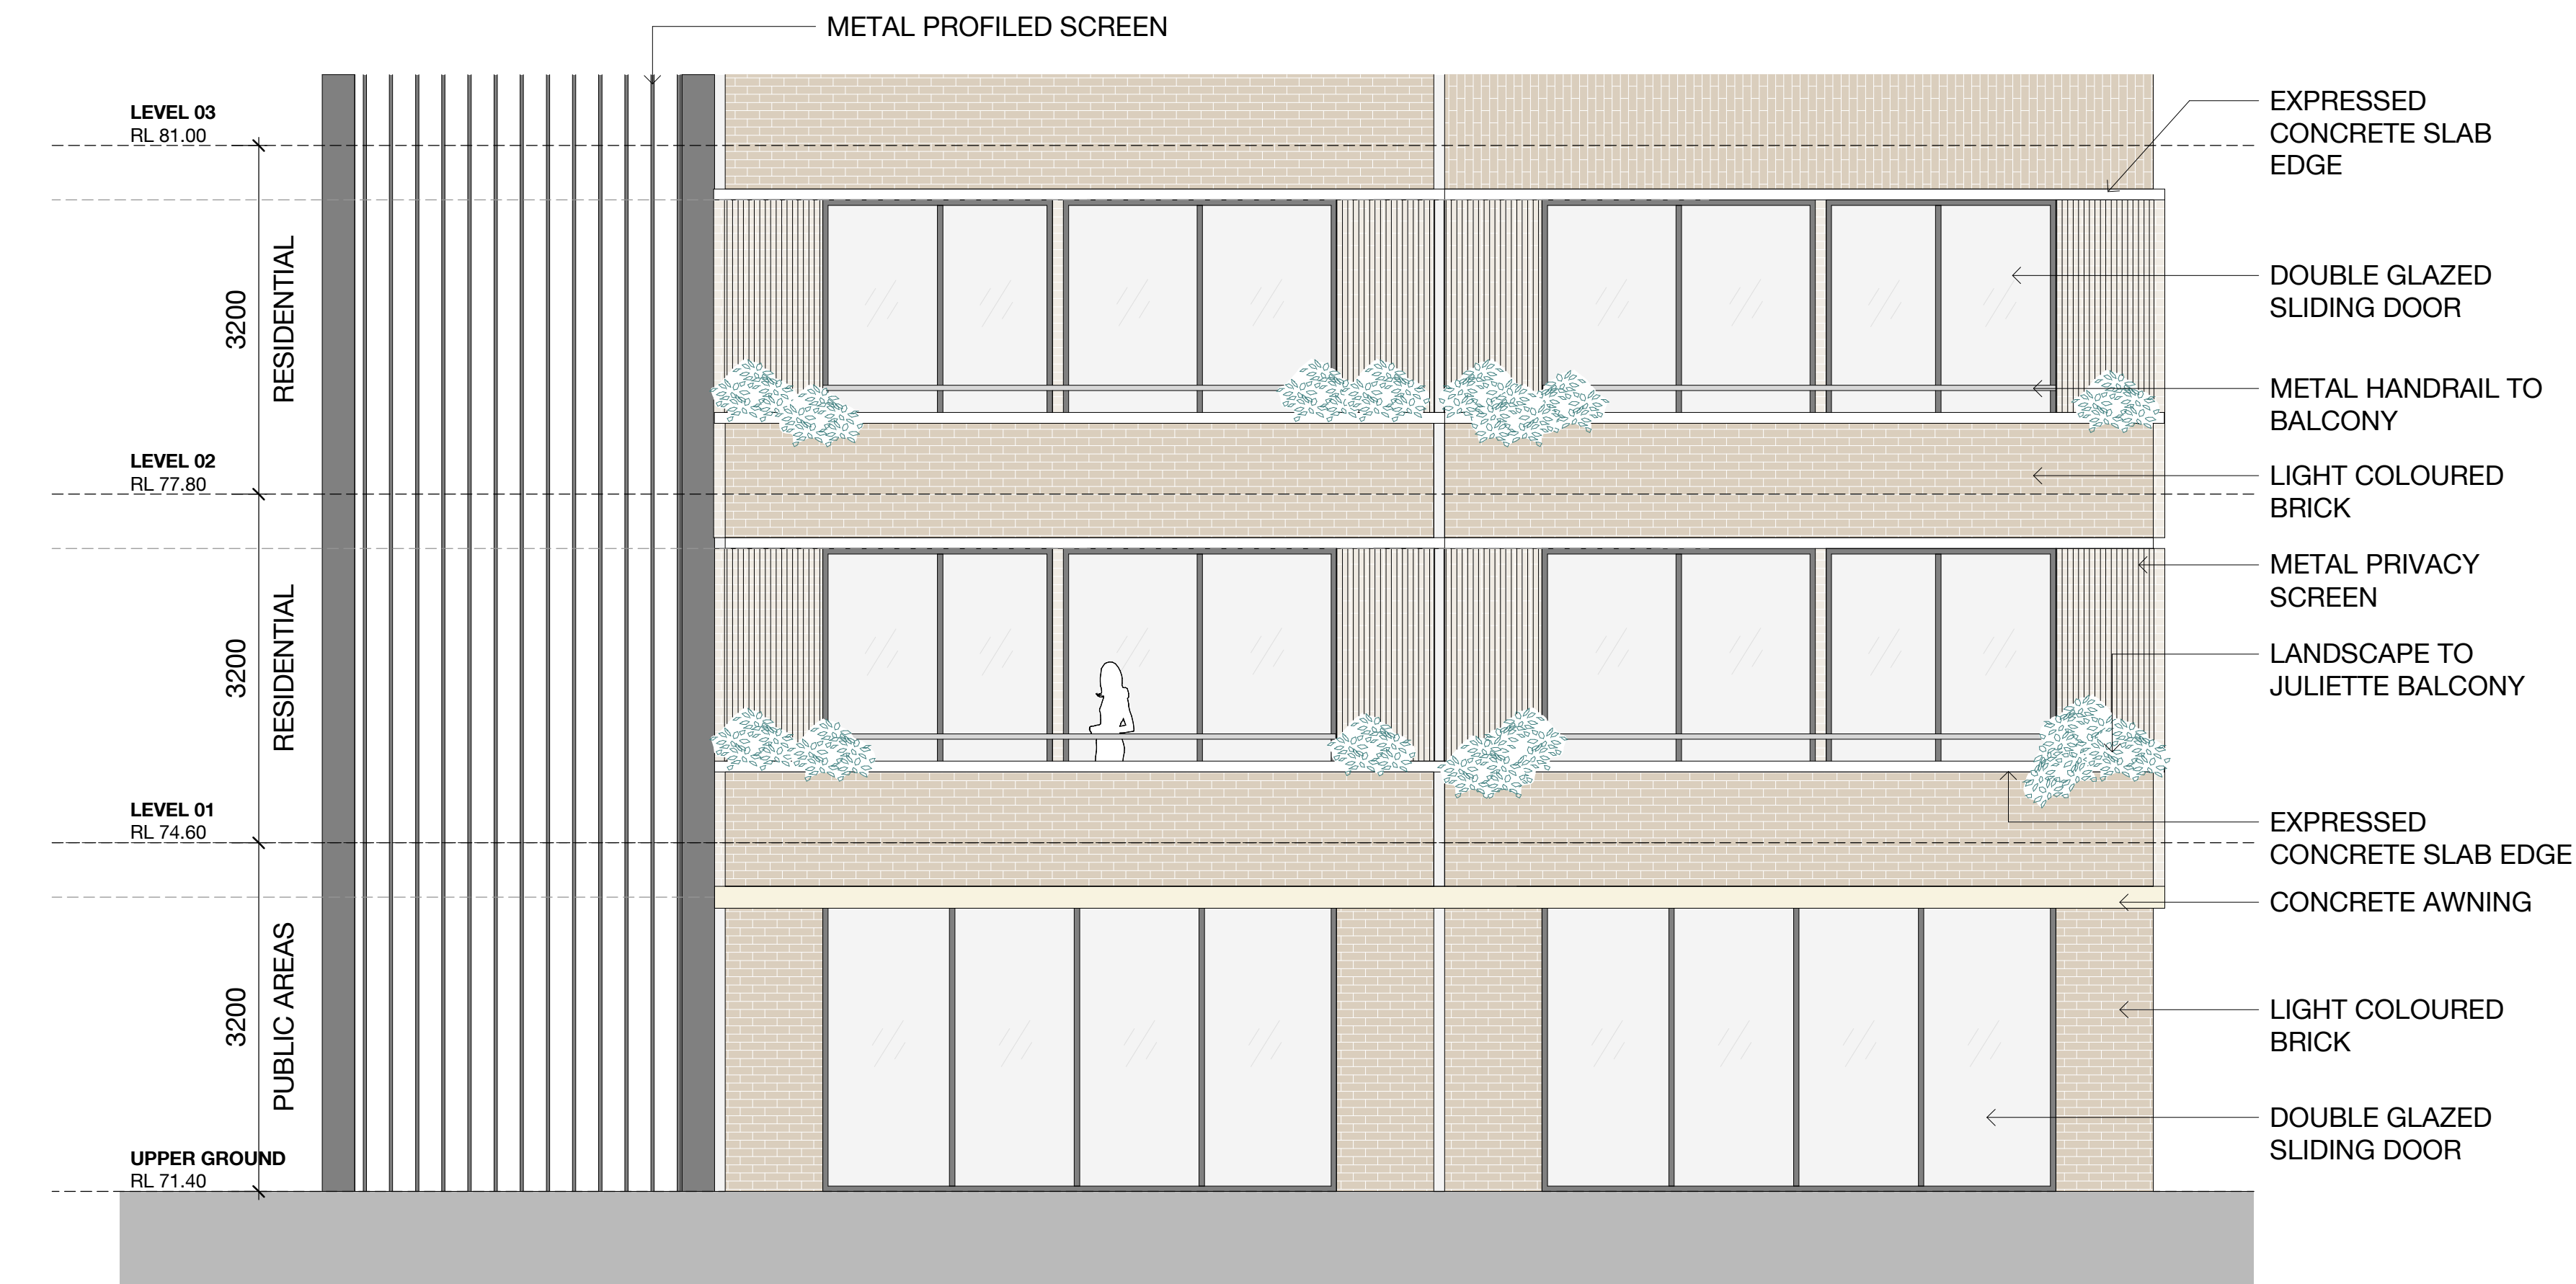 METAL PROFILED SCREEN
LEVEL 03
RL 81.00
3200
RESIDENTIAL
LEVEL 02
RL 77.80
3200
RESIDENTIAL
LEVEL 01
RL 74.60
3200
PUBLIC AREAS
UPPER GROUND
RL 71.40
EXPRESSED
CONCRETE SLAB
EDGE
DOUBLE GLAZED
SLIDING DOOR
METAL HANDRAIL TO
BALCONY
LIGHT COLOURED
BRICK
METAL PRIVACY
SCREEN
LANDSCAPE TO
JULIETTE BALCONY
EXPRESSED
CONCRETE SLAB EDGE
CONCRETE AWNING
LIGHT COLOURED
BRICK
DOUBLE GLAZED
SLIDING DOOR